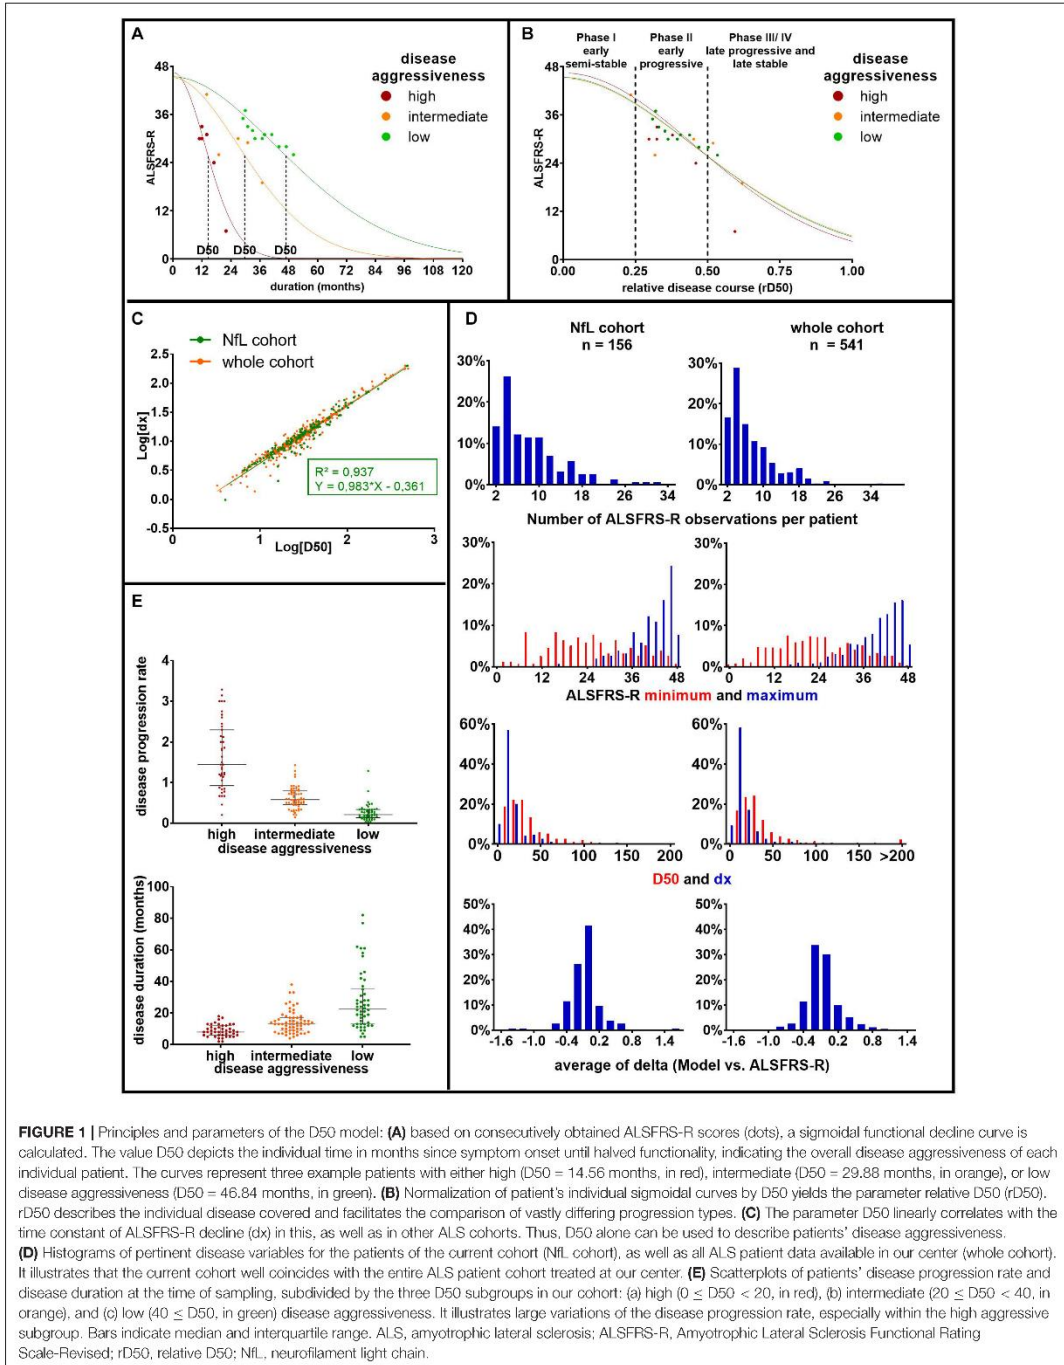 A
disease
aggressiveness
high
intermediate
low
ALSFRS-R
48
36
24
12
0
D50
D50
D50
0 12 24 36 48 60 72 84 96 108 120
duration (months)
B
Phase I
early
semi-stable
Phase II
early
progressive
Phase III/ IV
late progressive and
late stable
disease
aggressiveness
high
intermediate
low
ALSFRS-R
48
36
24
12
0
0.00 0.25 0.50 0.75 1.00
relative disease course (rD50)
C
NfL cohort
whole cohort
Log[dx]
2.5
2.0
1.5
1.0
0.5
0.0
-0.5
R² = 0,937
Y = 0,983*X - 0,361
0 1 2 3
Log[D50]
D
NfL cohort
n = 156
whole cohort
n = 541
30%
20%
10%
0%
2 10 18 26 34
30%
20%
10%
0%
2 10 18 26 34
Number of ALSFRS-R observations per patient
30%
20%
10%
0%
0 12 24 36 48
30%
20%
10%
0%
0 12 24 36 48
ALSFRS-R minimum and maximum
60%
40%
20%
0%
0 50 100 150 200
60%
40%
20%
0%
0 50 100 150 >200
D50 and dx
50%
40%
30%
20%
10%
0%
-1.6 -1.0 -0.4 0.2 0.8 1.4
50%
40%
30%
20%
10%
0%
-1.6 -1.0 -0.4 0.2 0.8 1.4
average of delta (Model vs. ALSFRS-R)
E
disease progression rate
4
3
2
1
0
high intermediate low
disease aggressiveness
disease duration (months)
100
80
60
40
20
0
high intermediate low
disease aggressiveness
FIGURE 1 | Principles and parameters of the D50 model: (A) based on consecutively obtained ALSFRS-R scores (dots), a sigmoidal functional decline curve is
calculated. The value D50 depicts the individual time in months since symptom onset until halved functionality, indicating the overall disease aggressiveness of each
individual patient. The curves represent three example patients with either high (D50 = 14.56 months, in red), intermediate (D50 = 29.88 months, in orange), or low
disease aggressiveness (D50 = 46.84 months, in green). (B) Normalization of patient's individual sigmoidal curves by D50 yields the parameter relative D50 (rD50).
rD50 describes the individual disease covered and facilitates the comparison of vastly differing progression types. (C) The parameter D50 linearly correlates with the
time constant of ALSFRS-R decline (dx) in this, as well as in other ALS cohorts. Thus, D50 alone can be used to describe patients' disease aggressiveness.
(D) Histograms of pertinent disease variables for the patients of the current cohort (NfL cohort), as well as all ALS patient data available in our center (whole cohort).
It illustrates that the current cohort well coincides with the entire ALS patient cohort treated at our center. (E) Scatterplots of patients' disease progression rate and
disease duration at the time of sampling, subdivided by the three D50 subgroups in our cohort: (a) high (0 ≤ D50 < 20, in red), (b) intermediate (20 ≤ D50 < 40, in
orange), and (c) low (40 ≤ D50, in green) disease aggressiveness. It illustrates large variations of the disease progression rate, especially within the high aggressive
subgroup. Bars indicate median and interquartile range. ALS, amyotrophic lateral sclerosis; ALSFRS-R, Amyotrophic Lateral Sclerosis Functional Rating
Scale-Revised; rD50, relative D50; NfL, neurofilament light chain.